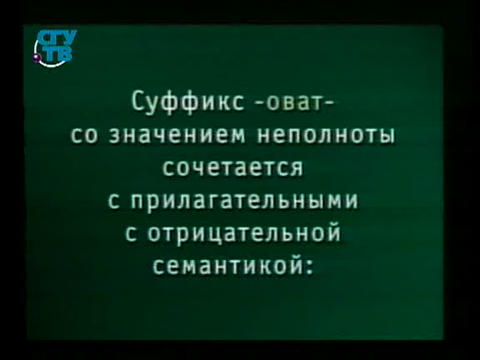 СГУ
ТВ
Суффикс -оват-
со значением неполноты
сочетается
с прилагательными
с отрицательной
семантикой: